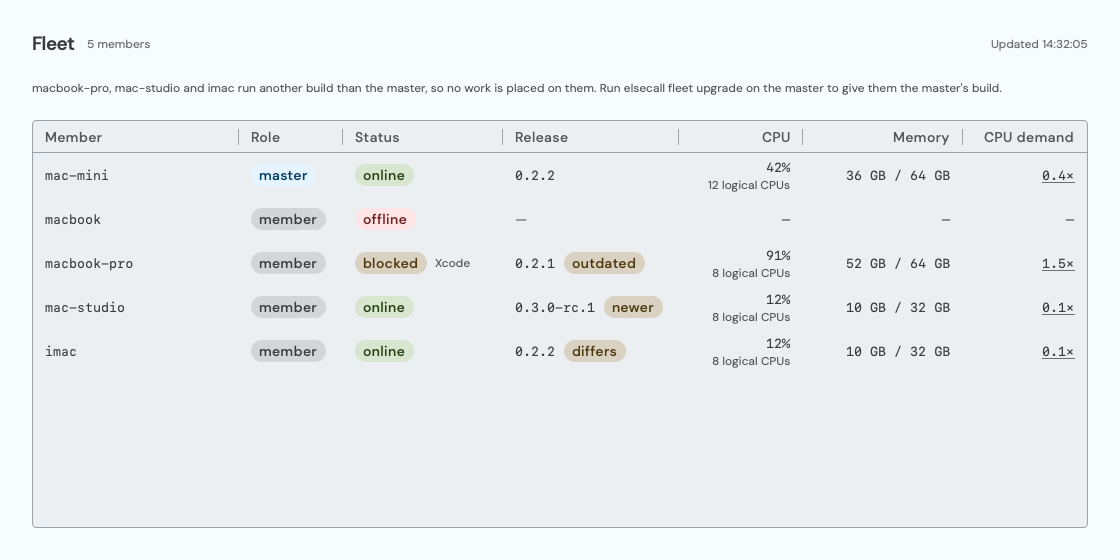 Fleet 5 members Updated 14:32:05
macbook-pro, mac-studio and imac run another build than the master, so no work is placed on them. Run elsecall fleet upgrade on the master to give them the master's build.
Member Role Status Release CPU Memory CPU demand
mac-mini master online 0.2.2 42% 36 GB / 64 GB 0.4×
12 logical CPUs
macbook member offline — — — —
macbook-pro member blocked Xcode 0.2.1 outdated 91% 52 GB / 64 GB 1.5×
8 logical CPUs
mac-studio member online 0.3.0-rc.1 newer 12% 10 GB / 32 GB 0.1×
8 logical CPUs
imac member online 0.2.2 differs 12% 10 GB / 32 GB 0.1×
8 logical CPUs